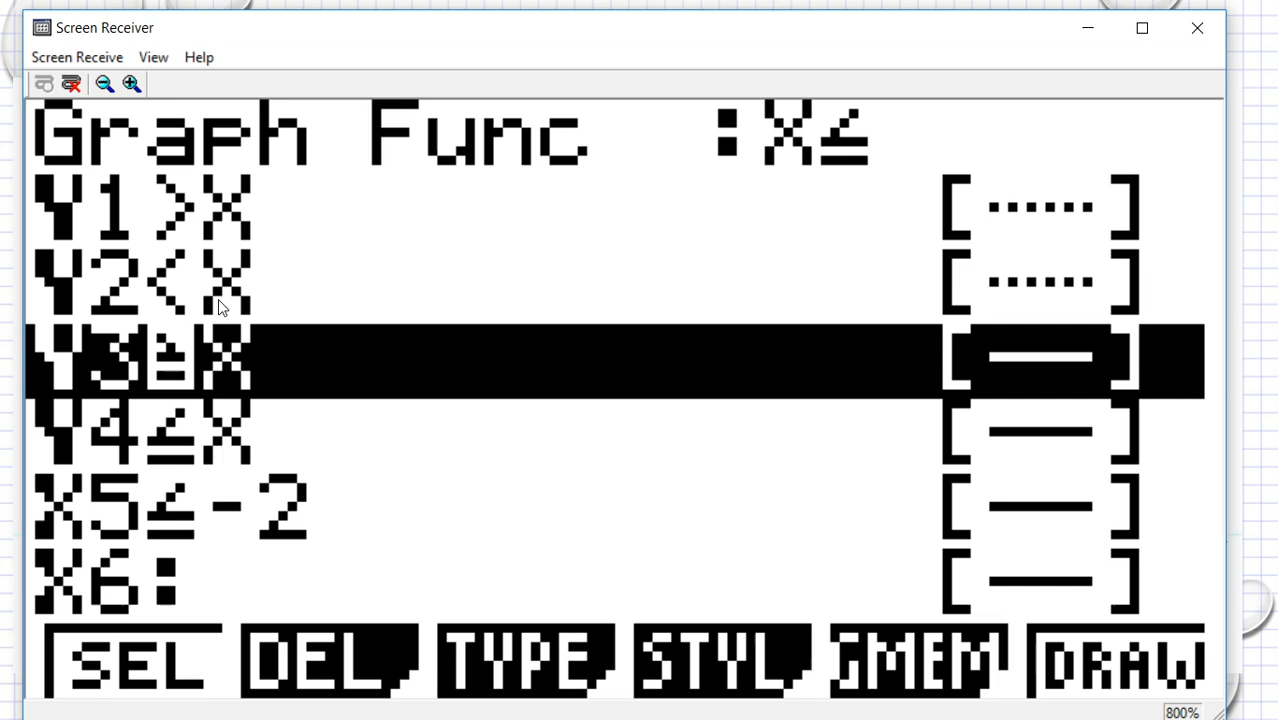 Screen Receiver
Screen Receive View Help
Graph Func :X≤
Y1>X [······]
Y2<X [······]
Y3≥X [—]
Y4≤X [—]
X5≤-2 [—]
X6: [—]
SEL DEL TYPE STYL GMEM DRAW
800%